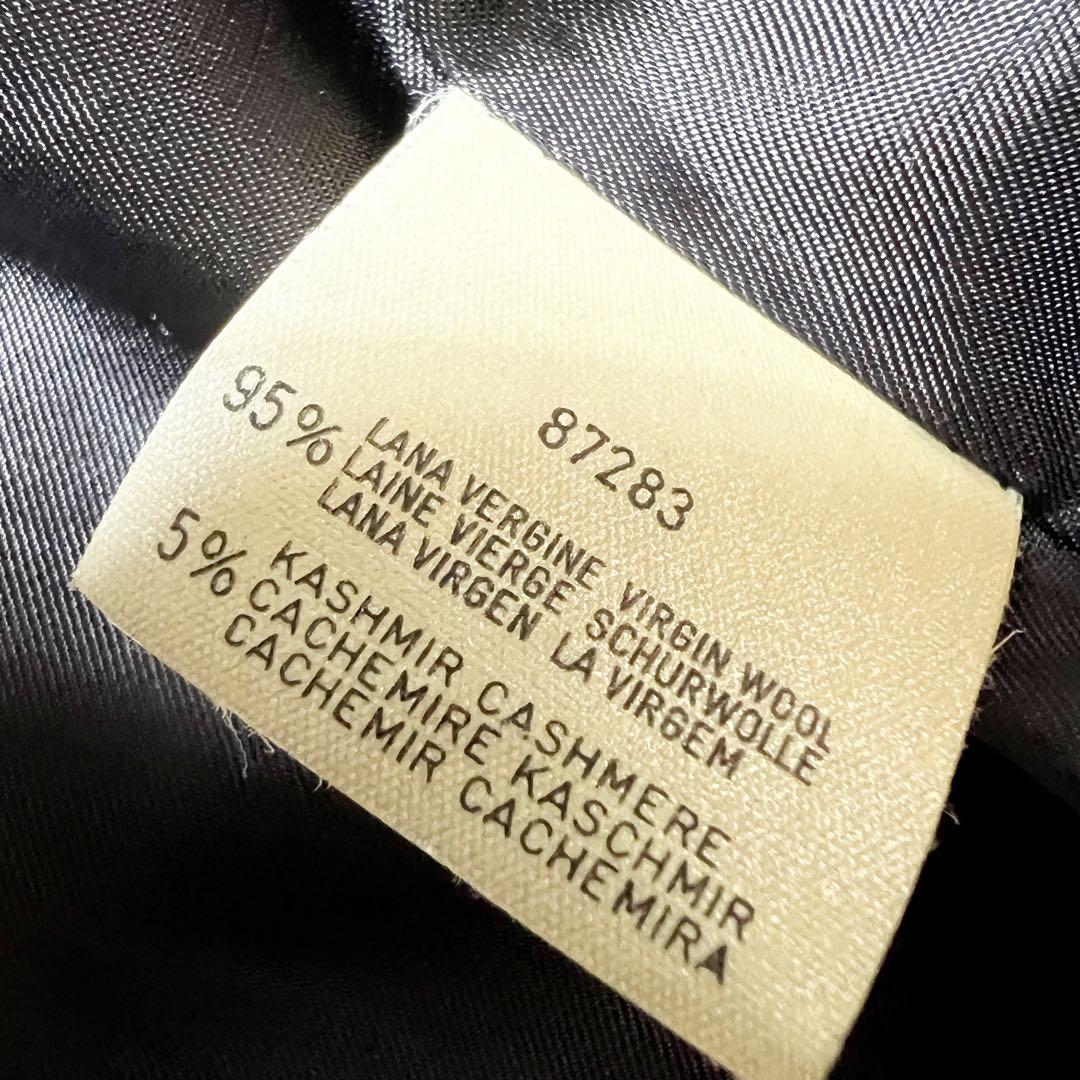 87283
95% LANA VERGINE VIRGIN WOOL
LAINE VIERGE SCHURWOLLE
LANA VIRGEN LA VIRGEM
KASHMIR CASHMERE
5% CACHEMIRE KASCHMIR
CACHEMIR CACHEMIRA